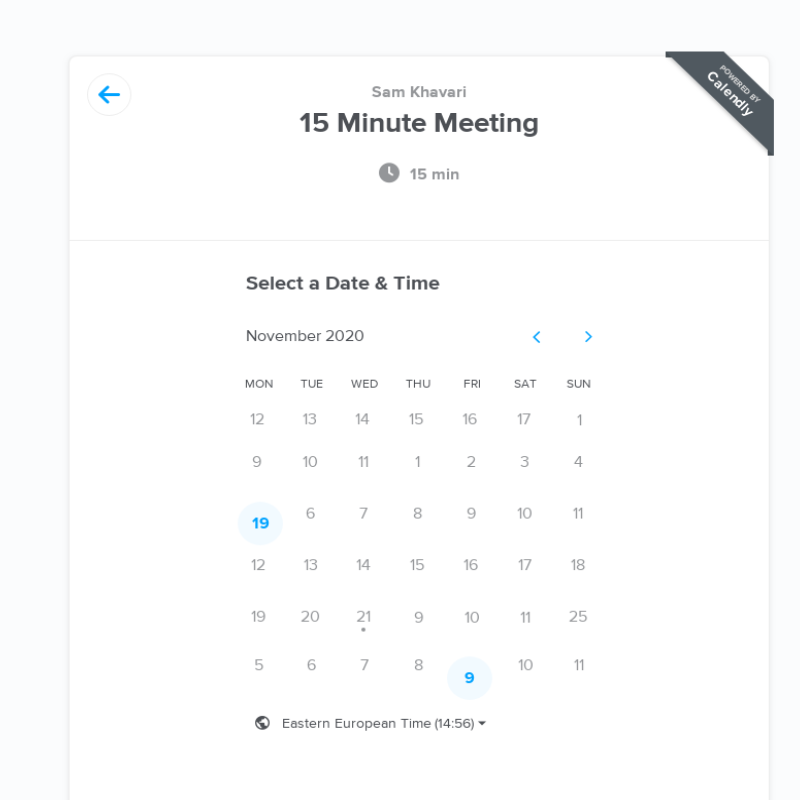 POWERED BY
Calendly
Sam Khavari
15 Minute Meeting
15 min
Select a Date & Time
November 2020
MON TUE WED THU FRI SAT SUN
12 13 14 15 16 17 1
9 10 11 1 2 3 4
19 6 7 8 9 10 11
12 13 14 15 16 17 18
19 20 21 9 10 11 25
5 6 7 8 9 10 11
Eastern European Time (14:56)